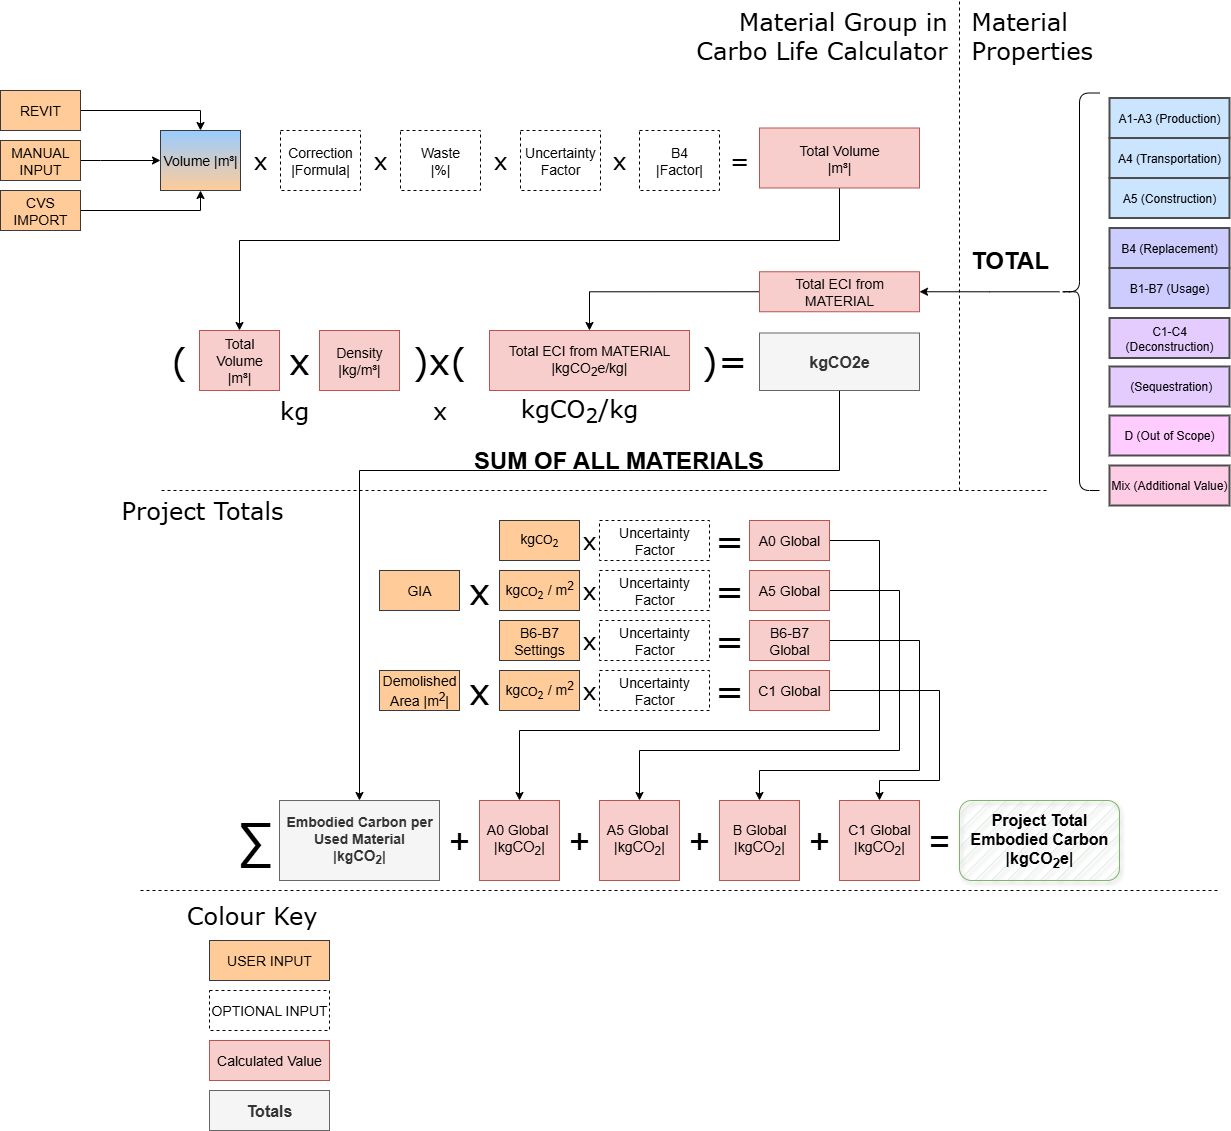 Material Group in
Carbo Life Calculator
Material
Properties
REVIT
MANUAL
INPUT
CVS
IMPORT
Volume |m³|
x
Correction
|Formula|
x
Waste
|%|
x
Uncertainty
Factor
x
B4
|Factor|
=
Total Volume
|m³|
A1-A3 (Production)
A4 (Transportation)
A5 (Construction)
B4 (Replacement)
B1-B7 (Usage)
C1-C4
(Deconstruction)
(Sequestration)
D (Out of Scope)
Mix (Additional Value)
TOTAL
Total ECI from
MATERIAL
(
Total
Volume
|m³|
x
Density
|kg/m³|
)x(
Total ECI from MATERIAL
|kgCO2e/kg|
)=
kgCO2e
kg
x
kgCO₂/kg
SUM OF ALL MATERIALS
Project Totals
kgCO₂
x
Uncertainty
Factor
=
A0 Global
GIA
x
kgCO₂ / m²
x
Uncertainty
Factor
=
A5 Global
B6-B7
Settings
x
Uncertainty
Factor
=
B6-B7
Global
Demolished
Area |m²|
x
kgCO₂ / m²
x
Uncertainty
Factor
=
C1 Global
∑
Embodied Carbon per
Used Material
|kgCO₂|
+
A0 Global
|kgCO₂|
+
A5 Global
|kgCO₂|
+
B Global
|kgCO₂|
+
C1 Global
|kgCO₂|
=
Project Total
Embodied Carbon
|kgCO₂e|
Colour Key
USER INPUT
OPTIONAL INPUT
Calculated Value
Totals